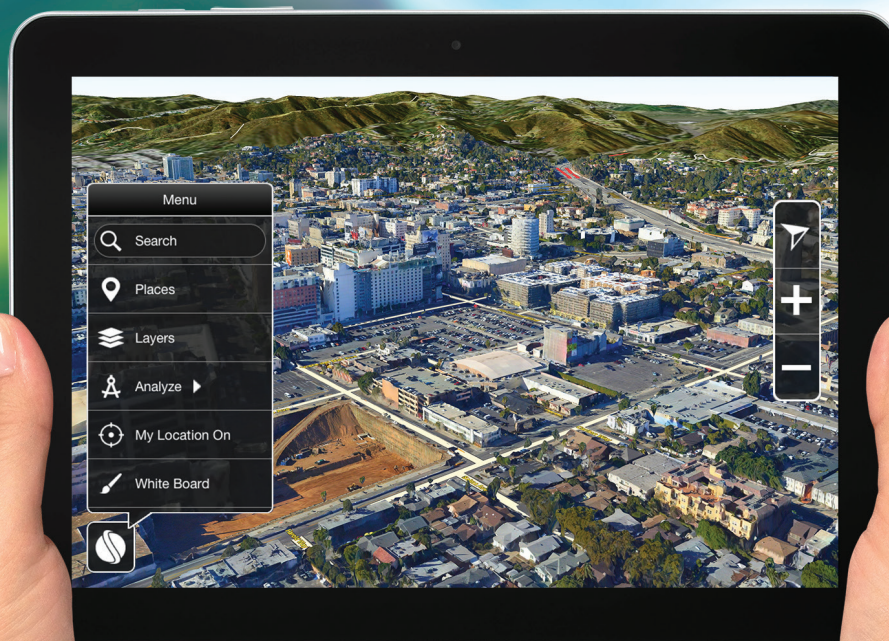 Menu
Search
Places
Layers
Analyze
My Location On
White Board